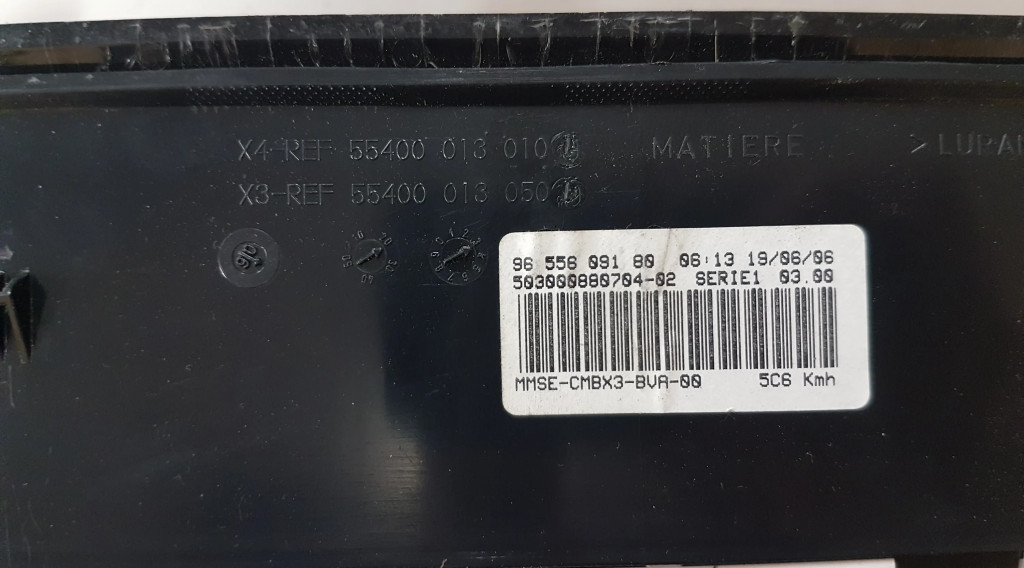 X4-REF 55400 013 010 MATIERE > LUPA
X3-REF 55400 013 050
96 556 091 80 06:13 19/06/06
503000880704-02 SERIE1 03.00
MMSE-CMBX3-BVA-00 5C6 Kmh